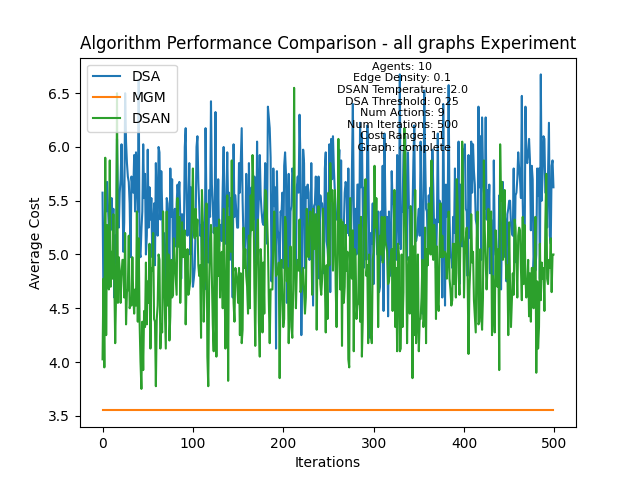 Algorithm Performance Comparison - all graphs Experiment
DSA
MGM
DSAN
Agents: 10
Edge Density: 0.1
DSAN Temperature: 2.0
DSA Threshold: 0.25
Num Actions: 9
Num Iterations: 500
Cost Range: 11
Graph: complete
Average Cost
6.5
6.0
5.5
5.0
4.5
4.0
3.5
0 100 200 300 400 500
Iterations